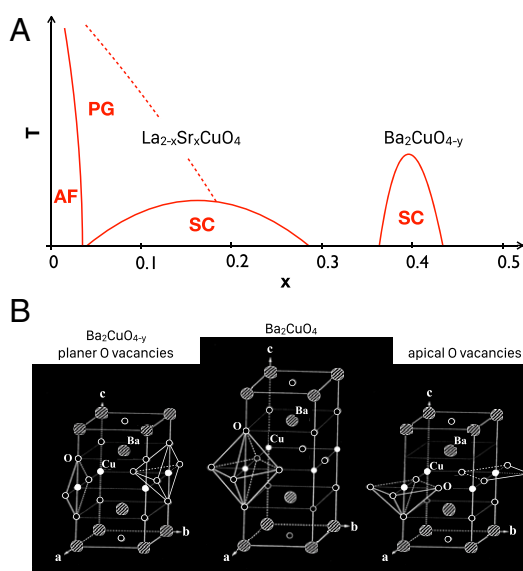 A
T
PG
La2-xSrxCuO4
Ba2CuO4-y
AF
SC
SC
0
0.1
0.2
0.3
0.4
0.5
x
B
Ba2CuO4-y
planer O vacancies
Ba2CuO4
apical O vacancies
c
Ba
O
Cu
a
c
Ba
O
Cu
b
a
c
Ba
Cu
O
b
a